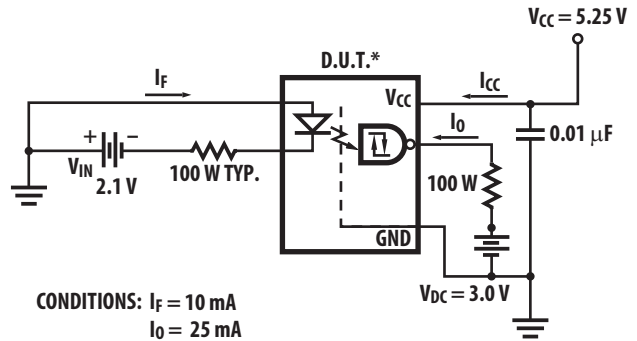 V_CC = 5.25 V
D.U.T.*
I_F
I_CC
V_CC
+
–
I_O
0.01 μF
V_IN
100 W TYP.
2.1 V
100 W
GND
V_DC = 3.0 V
CONDITIONS: I_F = 10 mA
I_O = 25 mA